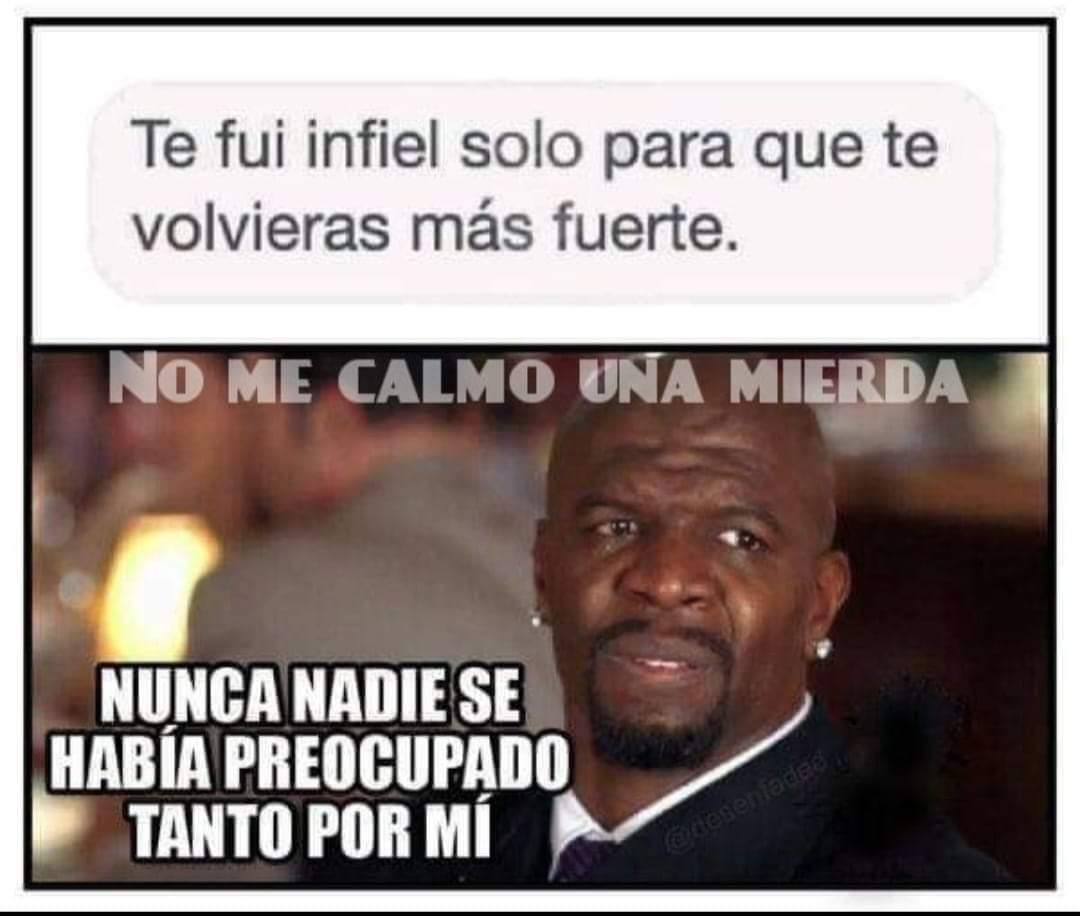 Te fui infiel solo para que te
volvieras más fuerte.
NO ME CALMO UNA MIERDA
NUNCA NADIE SE
HABÍA PREOCUPADO
TANTO POR MÍ
@desenfadad